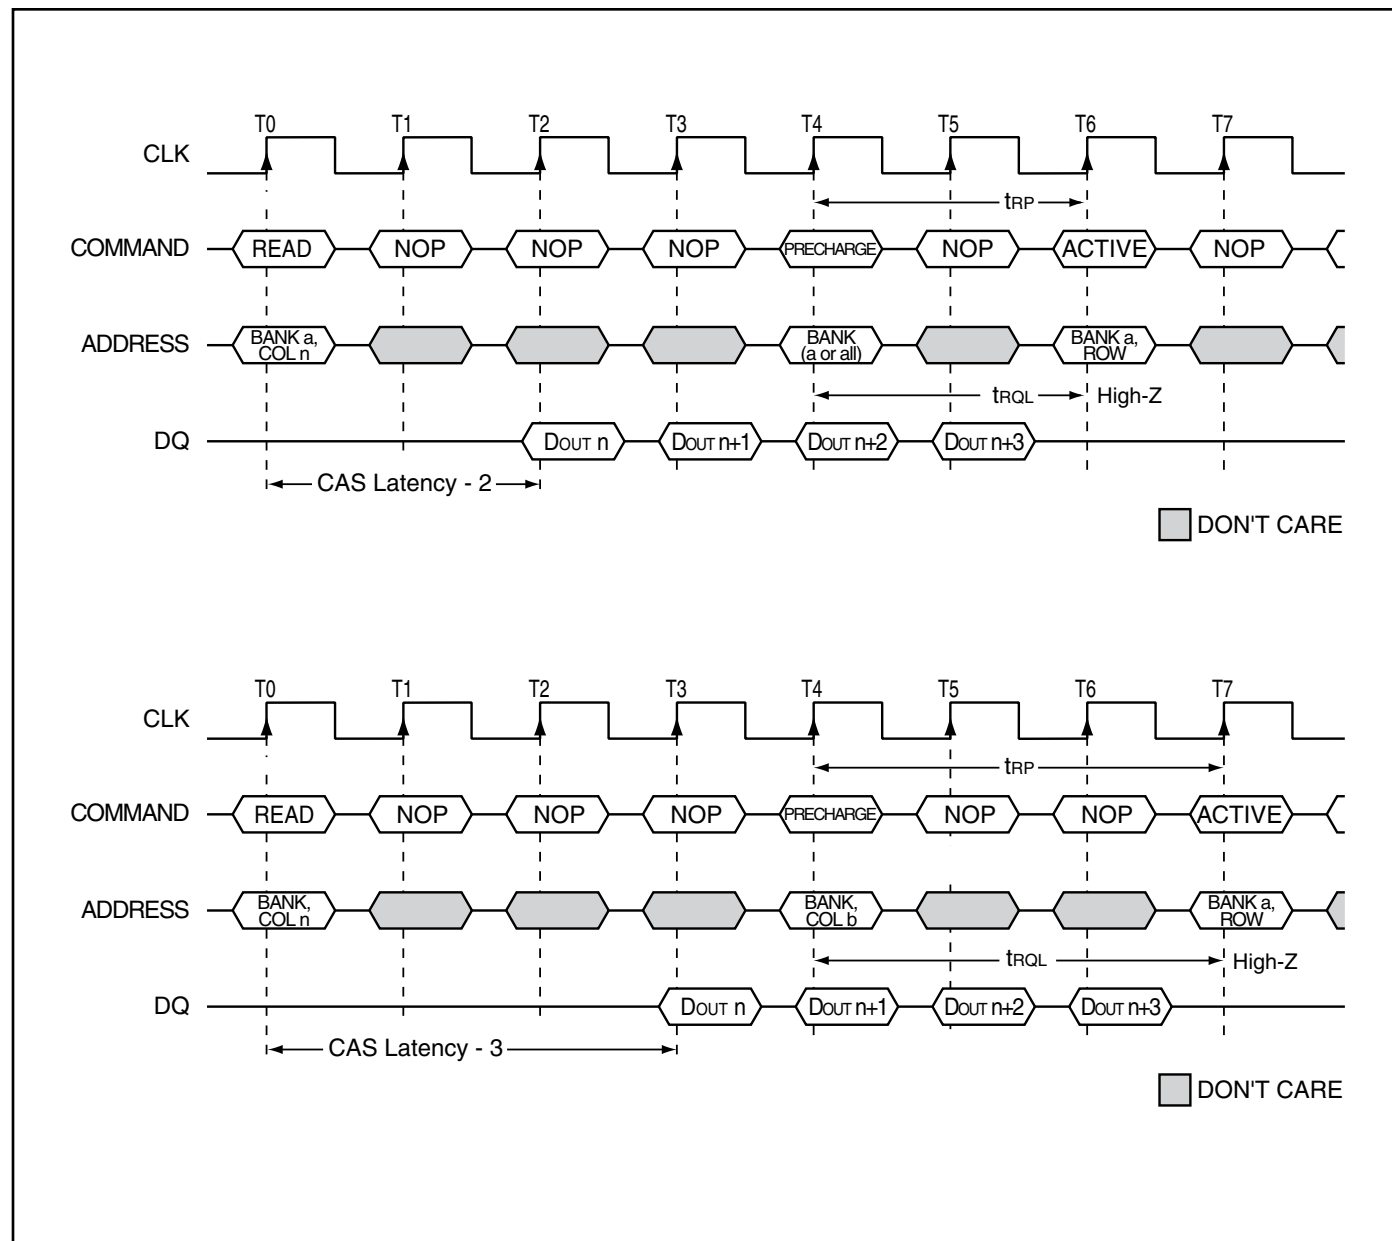 T0 T1 T2 T3 T4 T5 T6 T7
CLK
tRP
COMMAND READ NOP NOP NOP PRECHARGE NOP ACTIVE NOP
ADDRESS BANK a, COL n BANK (a or all) BANK a, ROW
tRQL High-Z
DQ DOUT n DOUT n+1 DOUT n+2 DOUT n+3
CAS Latency - 2
DON'T CARE
T0 T1 T2 T3 T4 T5 T6 T7
CLK
tRP
COMMAND READ NOP NOP NOP PRECHARGE NOP NOP ACTIVE
ADDRESS BANK, COL n BANK, COL b BANK a, ROW
tRQL High-Z
DQ DOUT n DOUT n+1 DOUT n+2 DOUT n+3
CAS Latency - 3
DON'T CARE